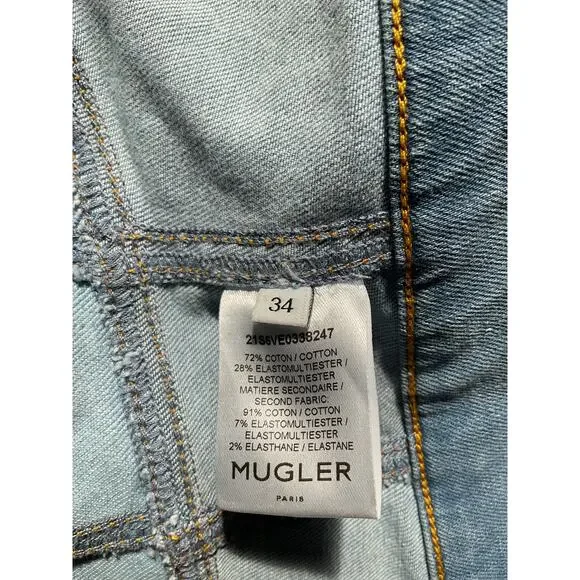 34
21S6VE0338247
72% COTON / COTTON
28% ELASTOMULTIESTER /
ELASTOMULTIESTER
MATIERE SECONDAIRE /
SECOND FABRIC:
91% COTON / COTTON
7% ELASTOMULTIESTER /
ELASTOMULTIESTER
2% ELASTHANE / ELASTANE
MUGLER
PARIS